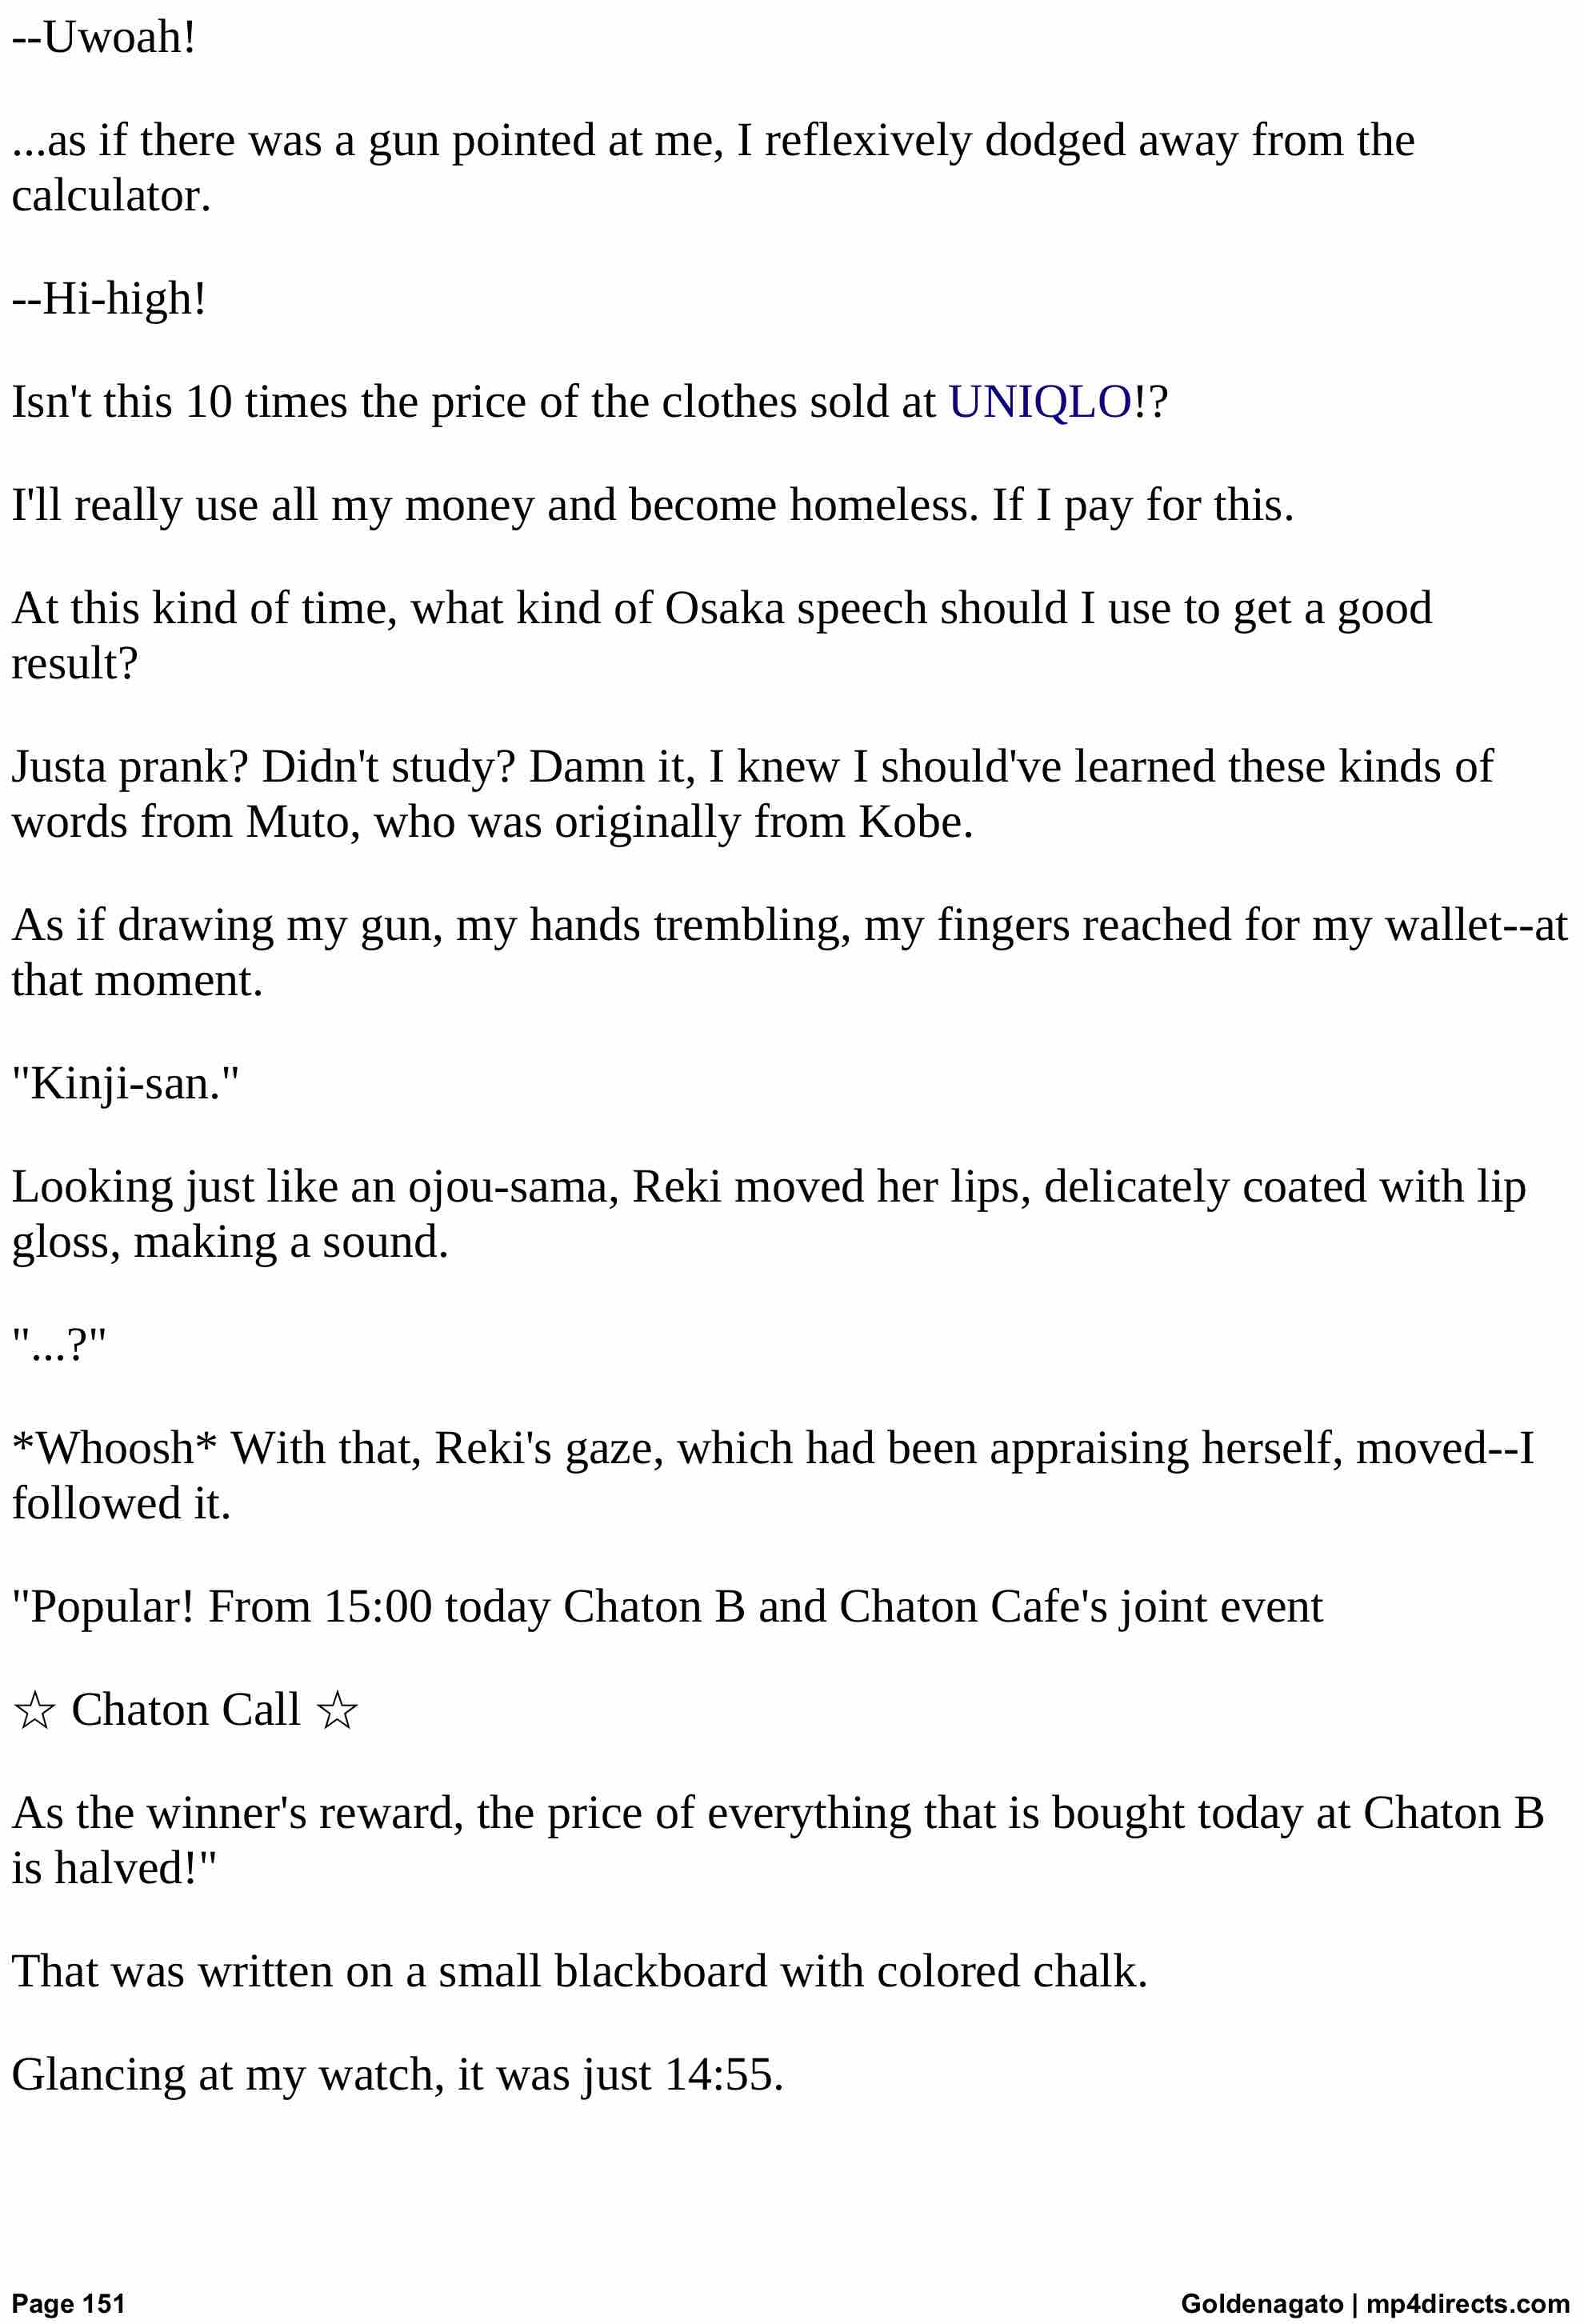 --Uwoah!
...as if there was a gun pointed at me, I reflexively dodged away from the
calculator.
--Hi-high!
Isn't this 10 times the price of the clothes sold at UNIQLO!?
I'll really use all my money and become homeless. If I pay for this.
At this kind of time, what kind of Osaka speech should I use to get a good
result?
Justa prank? Didn't study? Damn it, I knew I should've learned these kinds of
words from Muto, who was originally from Kobe.
As if drawing my gun, my hands trembling, my fingers reached for my wallet--at
that moment.
"Kinji-san."
Looking just like an ojou-sama, Reki moved her lips, delicately coated with lip
gloss, making a sound.
"...?"
*Whoosh* With that, Reki's gaze, which had been appraising herself, moved--I
followed it.
"Popular! From 15:00 today Chaton B and Chaton Cafe's joint event
☆ Chaton Call ☆
As the winner's reward, the price of everything that is bought today at Chaton B
is halved!"
That was written on a small blackboard with colored chalk.
Glancing at my watch, it was just 14:55.
Page 151 Goldenagato | mp4directs.com